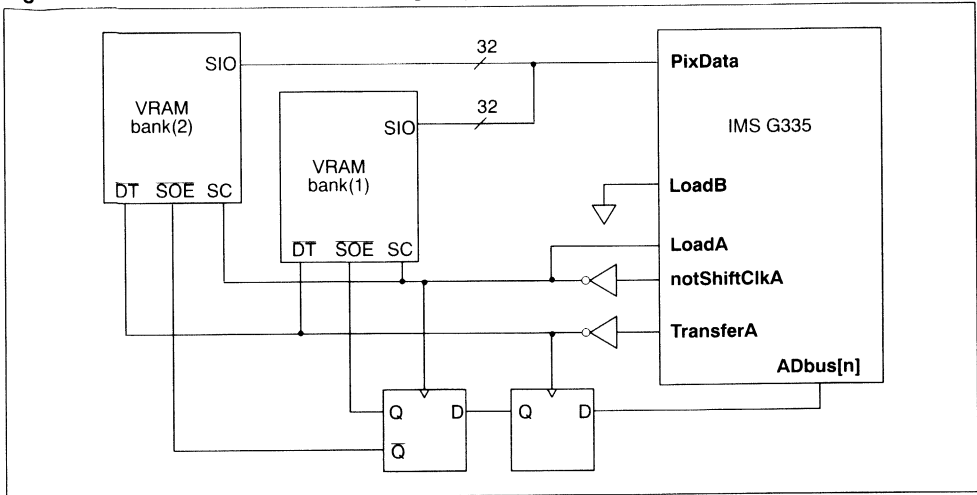 32
SIO
PixData
VRAM
bank(2)
32
SIO
IMS G335
VRAM
bank(1)
DT SOE SC
LoadB
DT SOE SC
LoadA
notShiftClkA
TransferA
ADbus[n]
Q D
Q D
Q